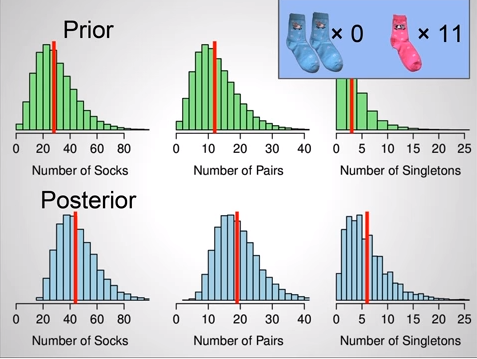 Prior
× 0
× 11
0 20 40 60 80
0 10 20 30 40
0 5 10 15 20 25
Number of Socks
Number of Pairs
Number of Singletons
Posterior
0 20 40 60 80
0 10 20 30 40
0 5 10 15 20 25
Number of Socks
Number of Pairs
Number of Singletons